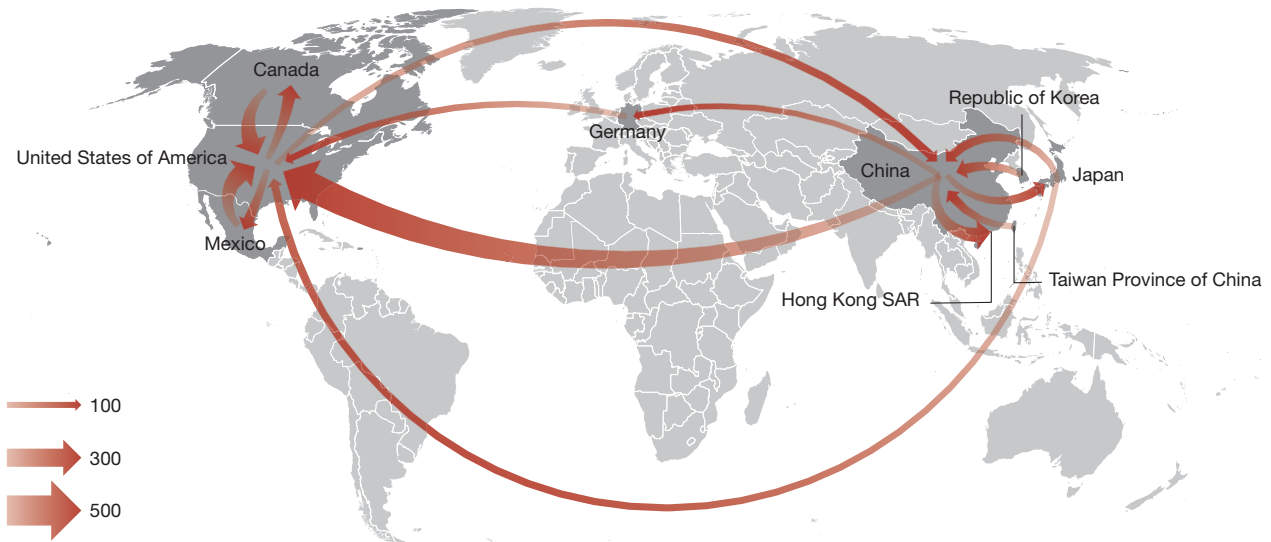 Canada
Republic of Korea
Germany
United States of America
China
Japan
Mexico
Taiwan Province of China
Hong Kong SAR
100
300
500